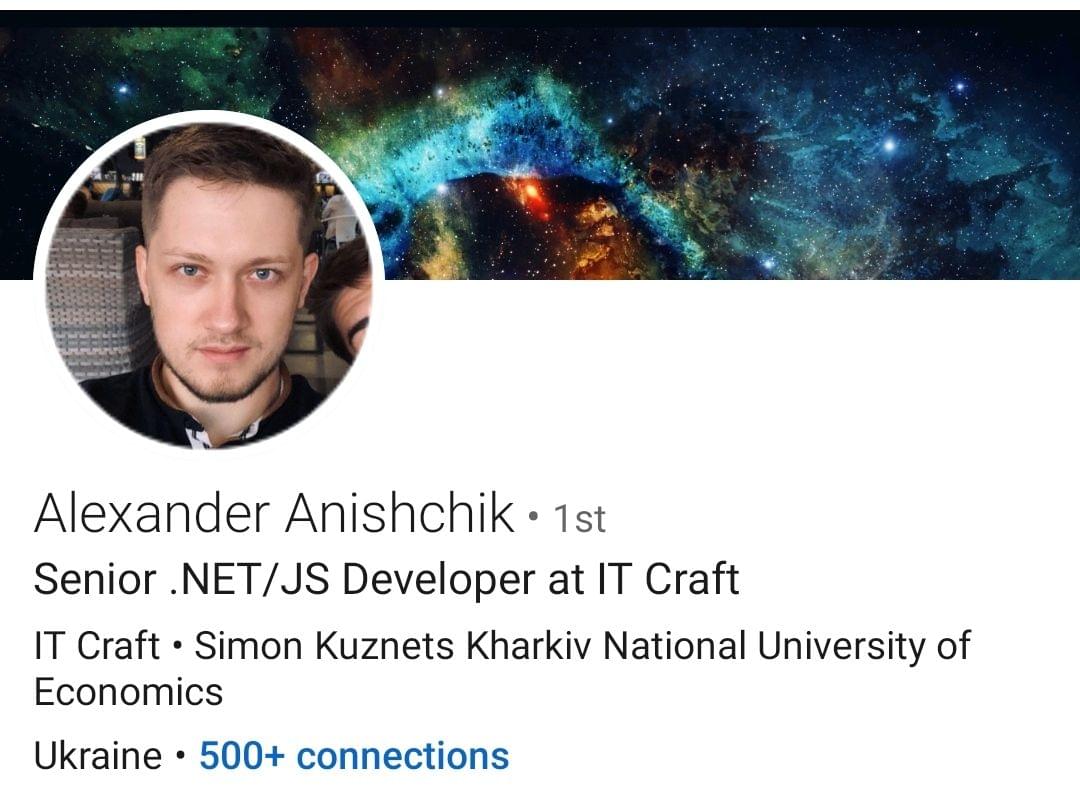 Alexander Anishchik • 1st
Senior .NET/JS Developer at IT Craft
IT Craft • Simon Kuznets Kharkiv National University of
Economics
Ukraine • 500+ connections